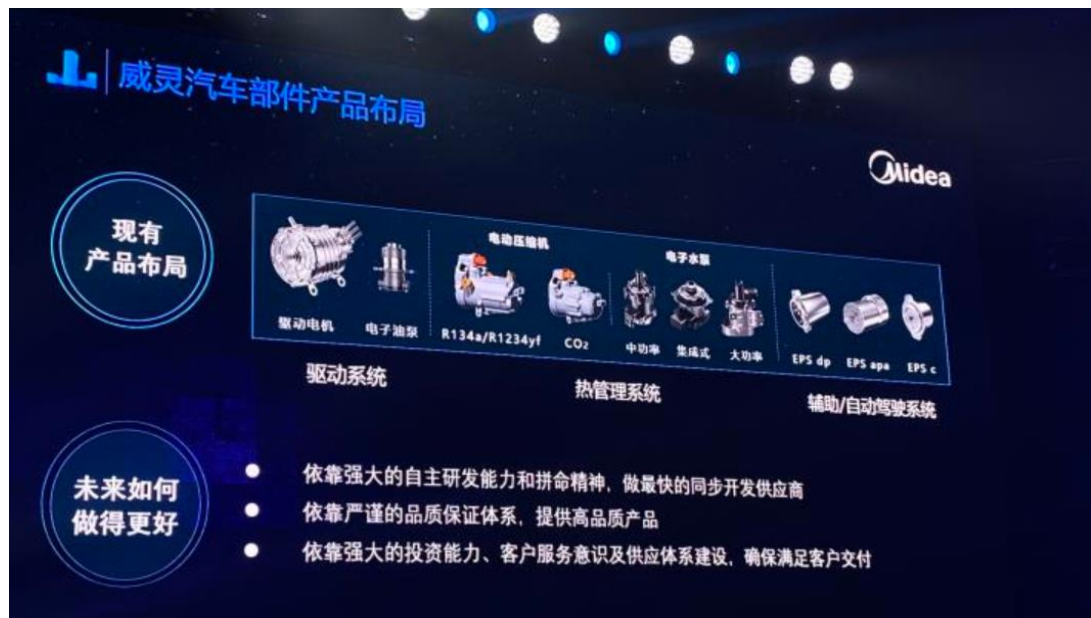 威灵汽车部件产品布局
Midea
现有
产品布局
电动压缩机
电子水泵
驱动电机
电子油泵
R134a/R1234yf
CO₂
中功率
集成式
大功率
EPS dp
EPS apa
EPS c
驱动系统
热管理系统
辅助/自动驾驶系统
未来如何
做得更好
依靠强大的自主研发能力和拼命精神，做最快的同步开发供应商
依靠严谨的品质保证体系，提供高品质产品
依靠强大的投资能力、客户服务意识及供应体系建设，确保满足客户交付